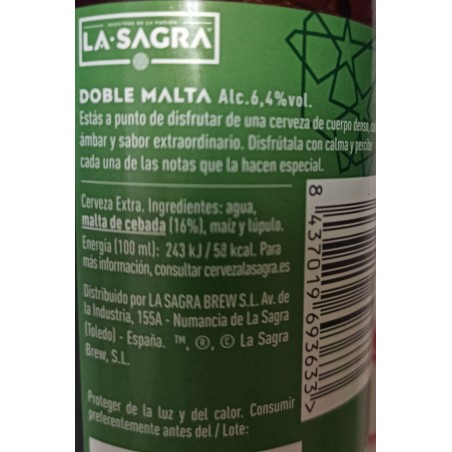 LA·SAGRA
DOBLE MALTA Alc.6,4%vol.
Estás a punto de disfrutar de una cerveza de cuerpo denso,
ámbar y sabor extraordinario. Disfrútala con calma y percibe
cada una de las notas que la hacen especial.
Cerveza Extra. Ingredientes: agua,
malta de cebada (16%), maíz y lúpulo.
Energía (100 ml): 243 kJ / 58 kcal. Para
más información, consultar cervezalasagra.es
Distribuido por LA SAGRA BREW S.L. Av. de
la Industria, 155A - Numancia de La Sagra
(Toledo) - España. ™, ®, © La Sagra
Brew, S.L.
Proteger de la luz y del calor. Consumir
preferentemente antes del / Lote:
8 437019 693633>